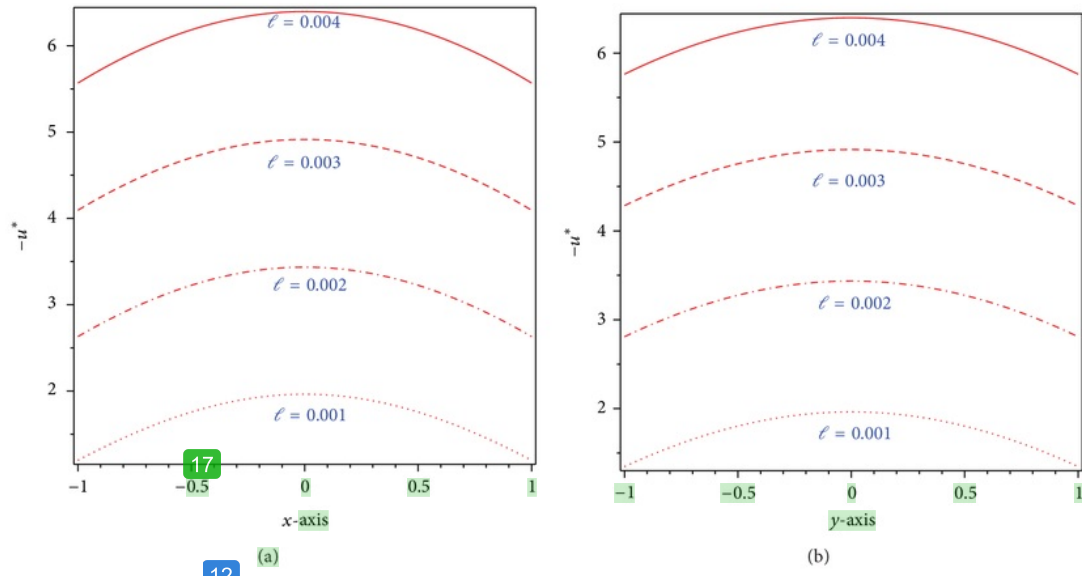 6
5
4
3
2
−u*
ℓ = 0.004
ℓ = 0.003
ℓ = 0.002
ℓ = 0.001
17
−1 −0.5 0 0.5 1
x-axis
(a)
12
6
5
4
3
2
−u*
ℓ = 0.004
ℓ = 0.003
ℓ = 0.002
ℓ = 0.001
−1 −0.5 0 0.5 1
y-axis
(b)